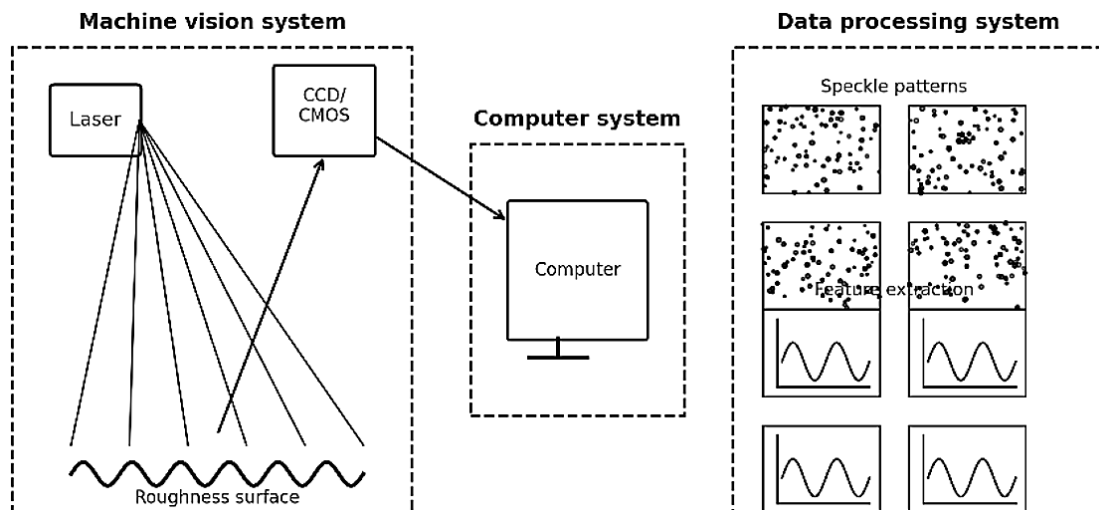 Machine vision system
Laser
CCD/
CMOS
Roughness surface
Computer system
Computer
Data processing system
Speckle patterns
Feature extraction